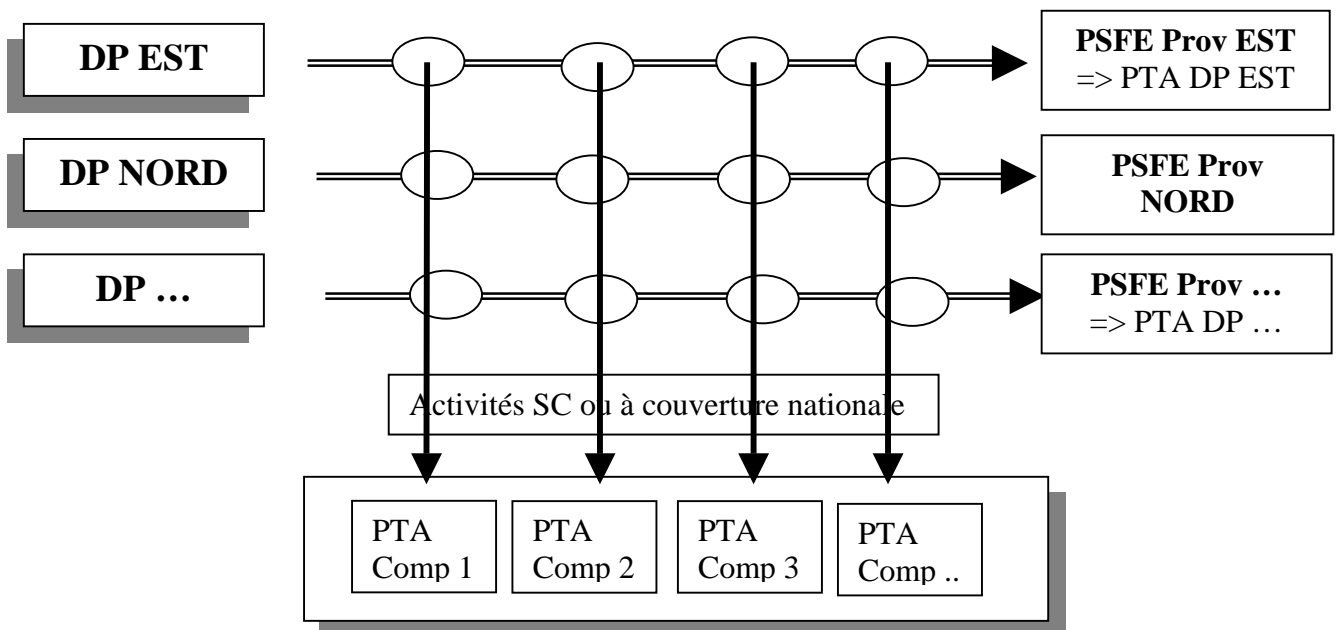 DP EST
PSFE Prov EST
=> PTA DP EST
DP NORD
PSFE Prov
NORD
DP …
PSFE Prov …
=> PTA DP …
Activités SC ou à couverture nationale
PTA
Comp 1
PTA
Comp 2
PTA
Comp 3
PTA
Comp ..